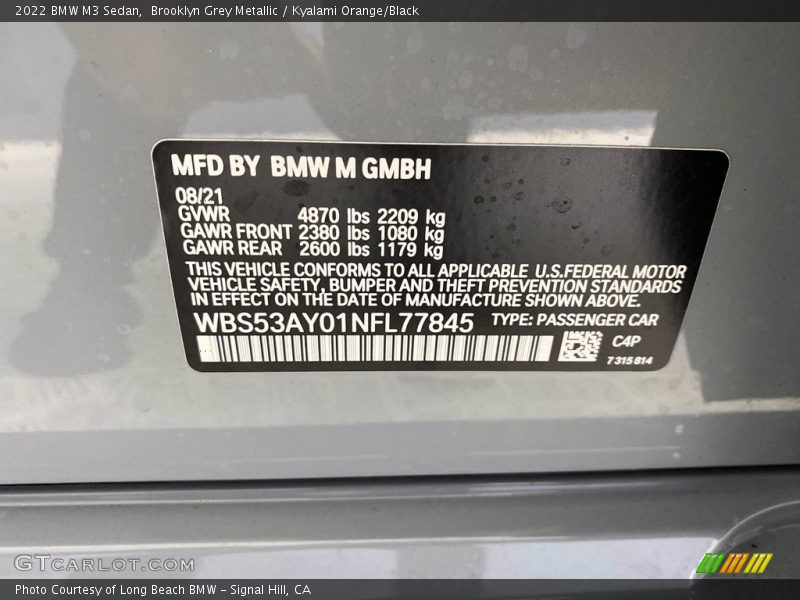 2022 BMW M3 Sedan,  Brooklyn Grey Metallic / Kyalami Orange/Black
MFD BY BMW M GMBH
08/21
GVWR 4870 lbs 2209 kg
GAWR FRONT 2380 lbs 1080 kg
GAWR REAR 2600 lbs 1179 kg
THIS VEHICLE CONFORMS TO ALL APPLICABLE U.S.FEDERAL MOTOR
VEHICLE SAFETY, BUMPER AND THEFT PREVENTION STANDARDS
IN EFFECT ON THE DATE OF MANUFACTURE SHOWN ABOVE.
WBS53AY01NFL77845 TYPE: PASSENGER CAR
C4P
7315814
GTCARLOT.COM
Photo Courtesy of Long Beach BMW – Signal Hill, CA